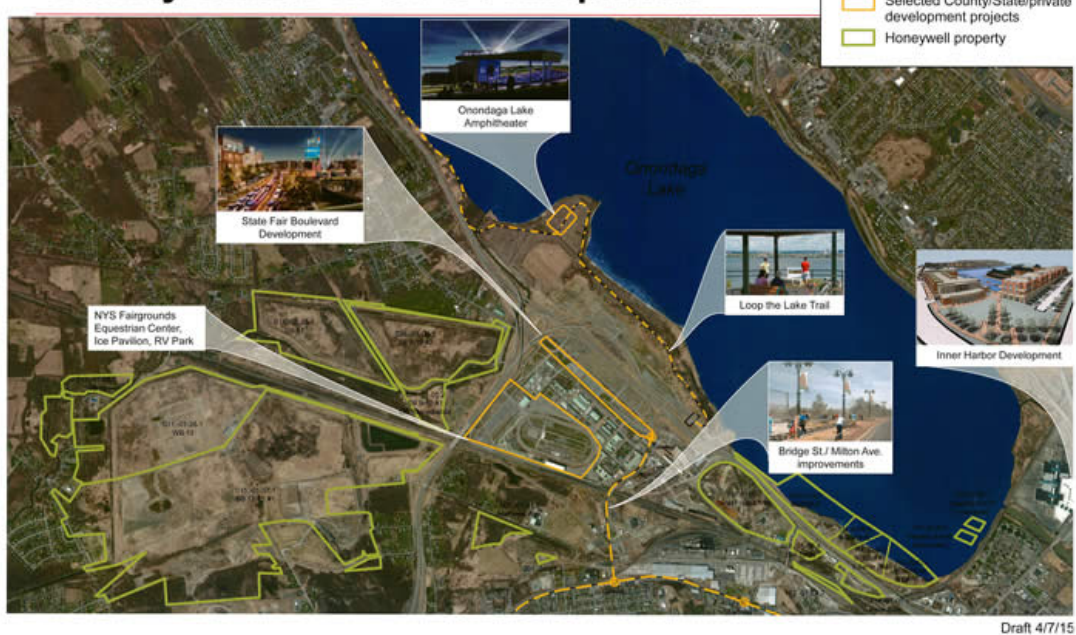 Selected County/State/private
development projects
Honeywell property
Onondaga Lake
Amphitheater
Onondaga
Lake
State Fair Boulevard
Development
Loop the Lake Trail
NYS Fairgrounds
Equestrian Center,
Ice Pavilion, RV Park
Inner Harbor Development
Bridge St./ Milton Ave.
improvements
Draft 4/7/15